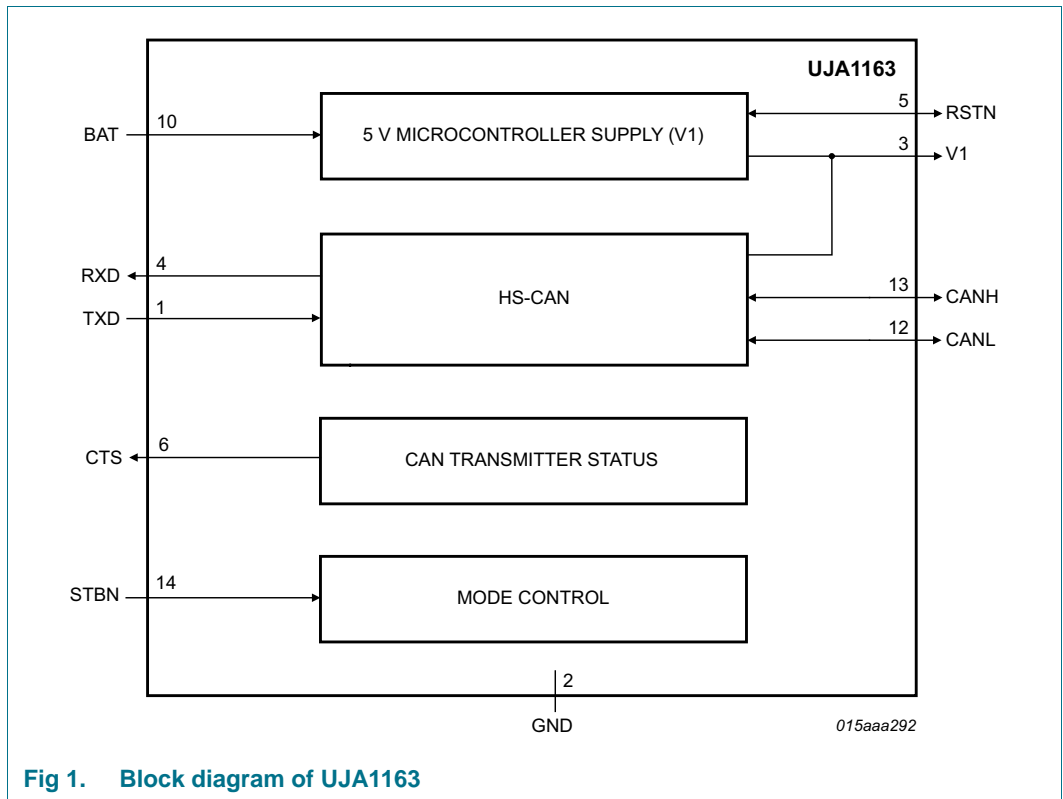 UJA1163
BAT
10
5 V MICROCONTROLLER SUPPLY (V1)
5
RSTN
3
V1
RXD
4
TXD
1
HS-CAN
13
CANH
12
CANL
CTS
6
CAN TRANSMITTER STATUS
STBN
14
MODE CONTROL
2
GND
015aaa292
Fig 1. Block diagram of UJA1163